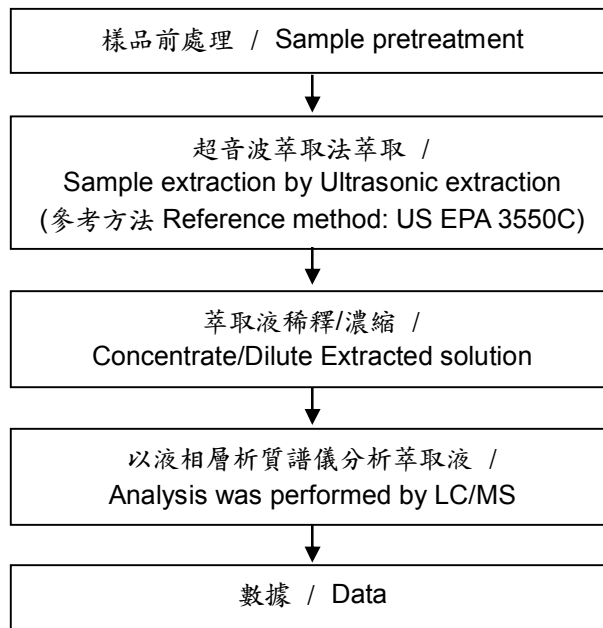 樣品前處理 / Sample pretreatment
超音波萃取法萃取 /
Sample extraction by Ultrasonic extraction
(參考方法 Reference method: US EPA 3550C)
萃取液稀釋/濃縮 /
Concentrate/Dilute Extracted solution
以液相層析質譜儀分析萃取液 /
Analysis was performed by LC/MS
數據 / Data